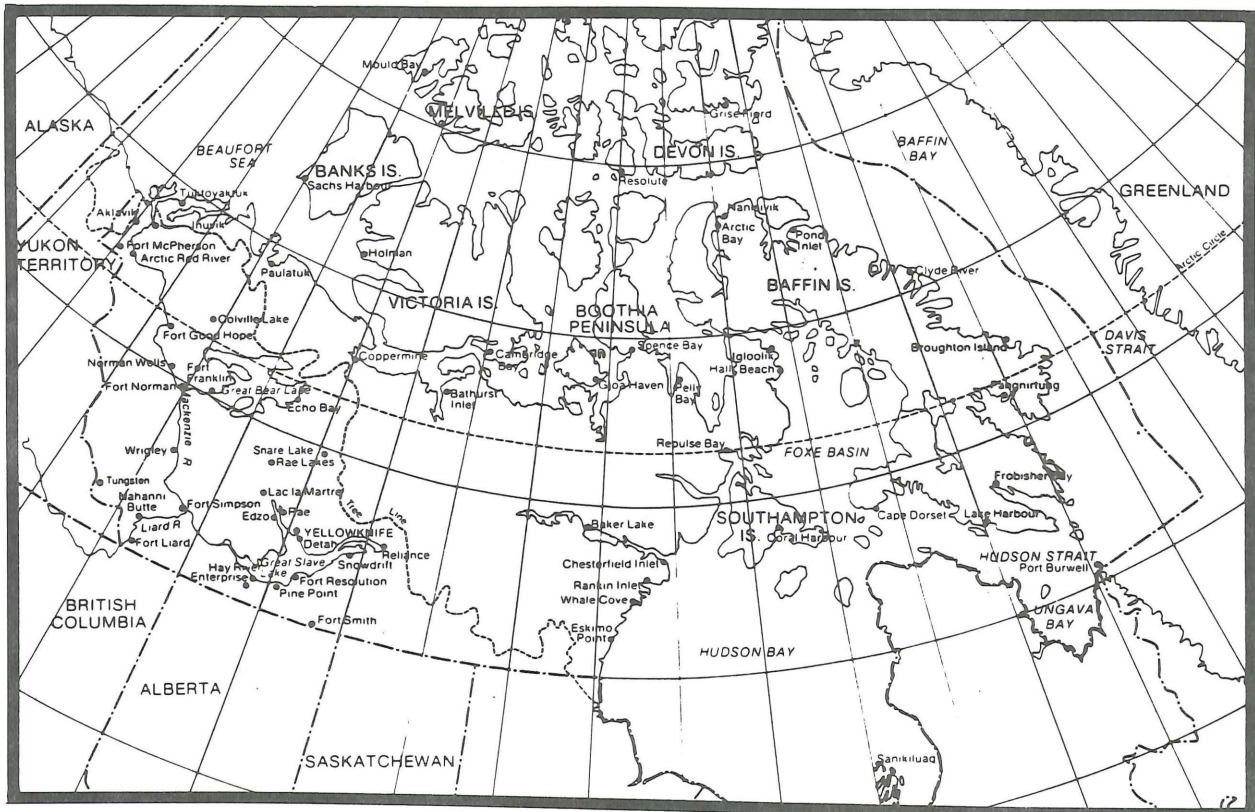 Mould Bay
MELVILLE IS.
Grise Fiord
ALASKA
BEAUFORT
SEA
BAFFIN
BAY
DEVON IS.
BANKS IS.
Sachs Harbour
Resolute
GREENLAND
Tuktoyaktuk
Aklavik
Inuvik
Nanisivik
Arctic
Bay
Pond
Inlet
Arctic Circle
YUKON
TERRITORY
Fort McPherson
Arctic Red River
Holman
Paulatuk
Clyde River
VICTORIA IS.
BAFFIN IS.
BOOTHIA
PENINSULA
Colville Lake
Fort Good Hope
DAVIS
STRAIT
Broughton Island
Spence Bay
Coppermine
Cambridge
Bay
Igloolik
Hall
Beach
Norman Wells
Fort
Franklin
Fort Norman
Great Bear Lake
Echo Bay
Bathurst
Inlet
Gjoa Haven
Pelly
Bay
Pangnirtung
Mackenzie R
Wrigley
Snare Lake
Rae Lakes
Repulse Bay
FOXE BASIN
Tungsten
Frobisher Bay
Nahanni
Butte
Fort Simpson
Lac la Martre
Tree Line
Edzo
Rae
Liard R
Fort Liard
YELLOWKNIFE
Detah
Baker Lake
SOUTHAMPTON
IS.
Coral Harbour
Cape Dorset
Lake Harbour
Reliance
Snowdrift
Great Slave
Lake
Hay River
Enterprise
Fort Resolution
Pine Point
Chesterfield Inlet
HUDSON STRAIT
Port Burwell
Rankin Inlet
Whale Cove
BRITISH
COLUMBIA
Fort Smith
Eskimo
Point
UNGAVA
BAY
HUDSON BAY
ALBERTA
SASKATCHEWAN
Sanikiluaq